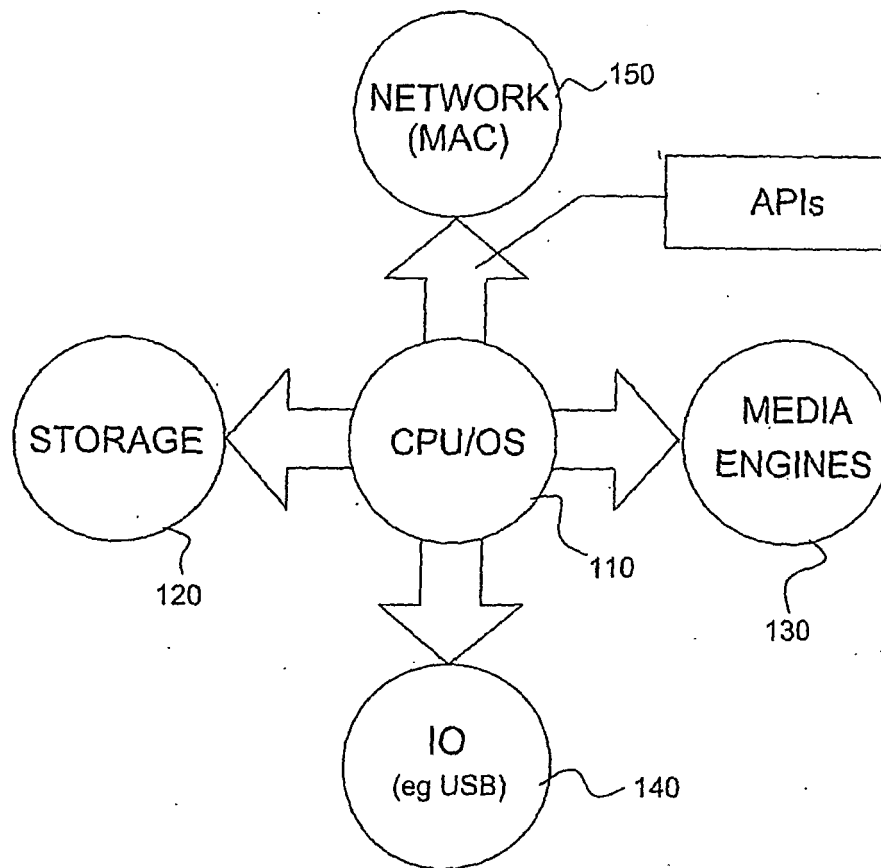 NETWORK
(MAC)
150
APIs
STORAGE
120
CPU/OS
110
MEDIA
ENGINES
130
IO
(eg USB)
140